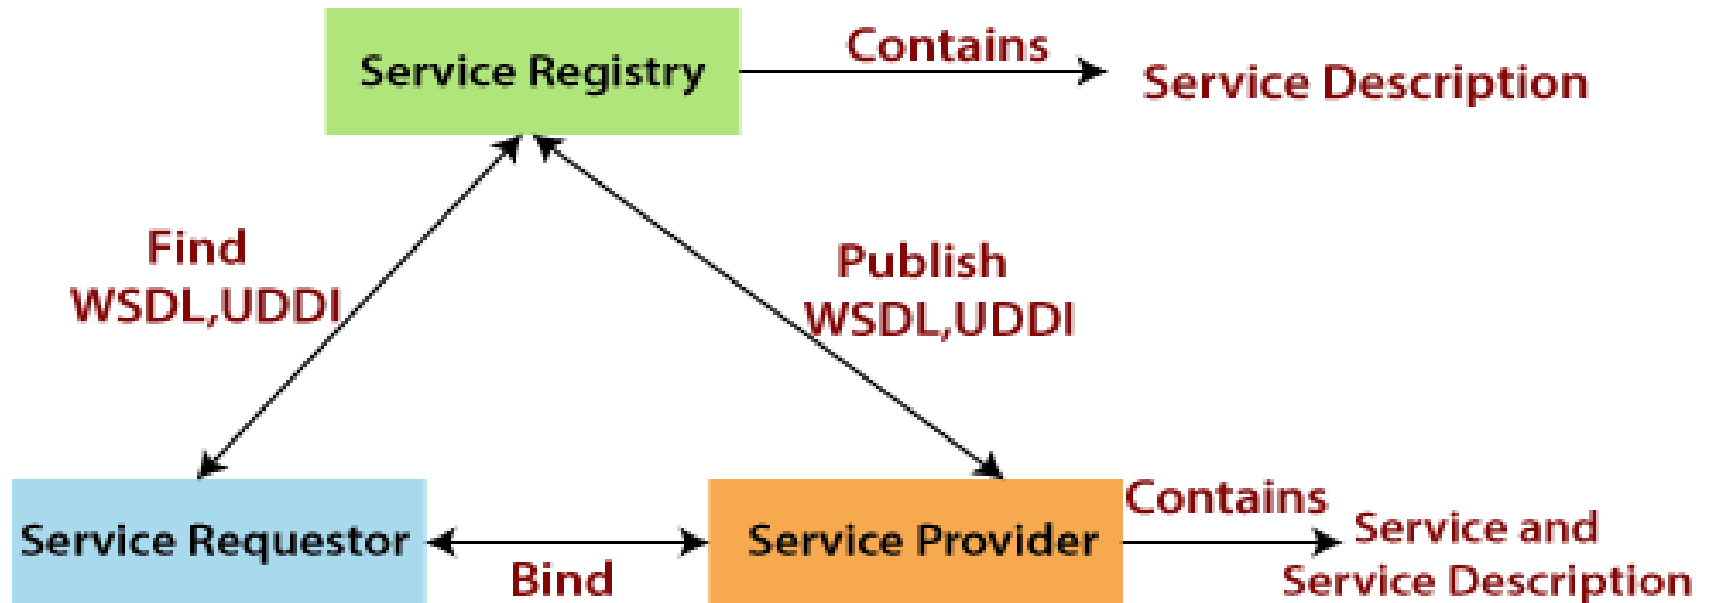 Service Registry
Contains
Service Description
Find
WSDL,UDDI
Publish
WSDL,UDDI
Service Requestor
Bind
Service Provider
Contains
Service and
Service Description